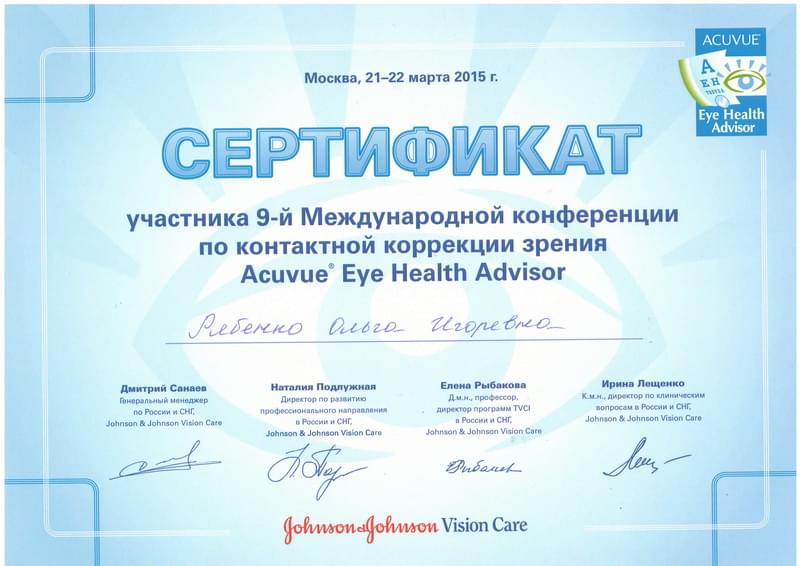 Москва, 21–22 марта 2015 г.
ACUVUE®
А
Е Н
Eye Health
Advisor
СЕРТИФИКАТ
участника 9-й Международной конференции
по контактной коррекции зрения
Acuvue® Eye Health Advisor
Рябенко Ольга Игоревна
Дмитрий Санаев
Генеральный менеджер
по России и СНГ,
Johnson & Johnson Vision Care
Наталия Подлужная
Директор по развитию
профессионального направления
в России и СНГ,
Johnson & Johnson Vision Care
Елена Рыбакова
Д.м.н., профессор,
директор программ TVCI
в России и СНГ,
Johnson & Johnson Vision Care
Ирина Лещенко
К.м.н., директор по клиническим
вопросам в России и СНГ,
Johnson & Johnson Vision Care
Johnson & Johnson Vision Care